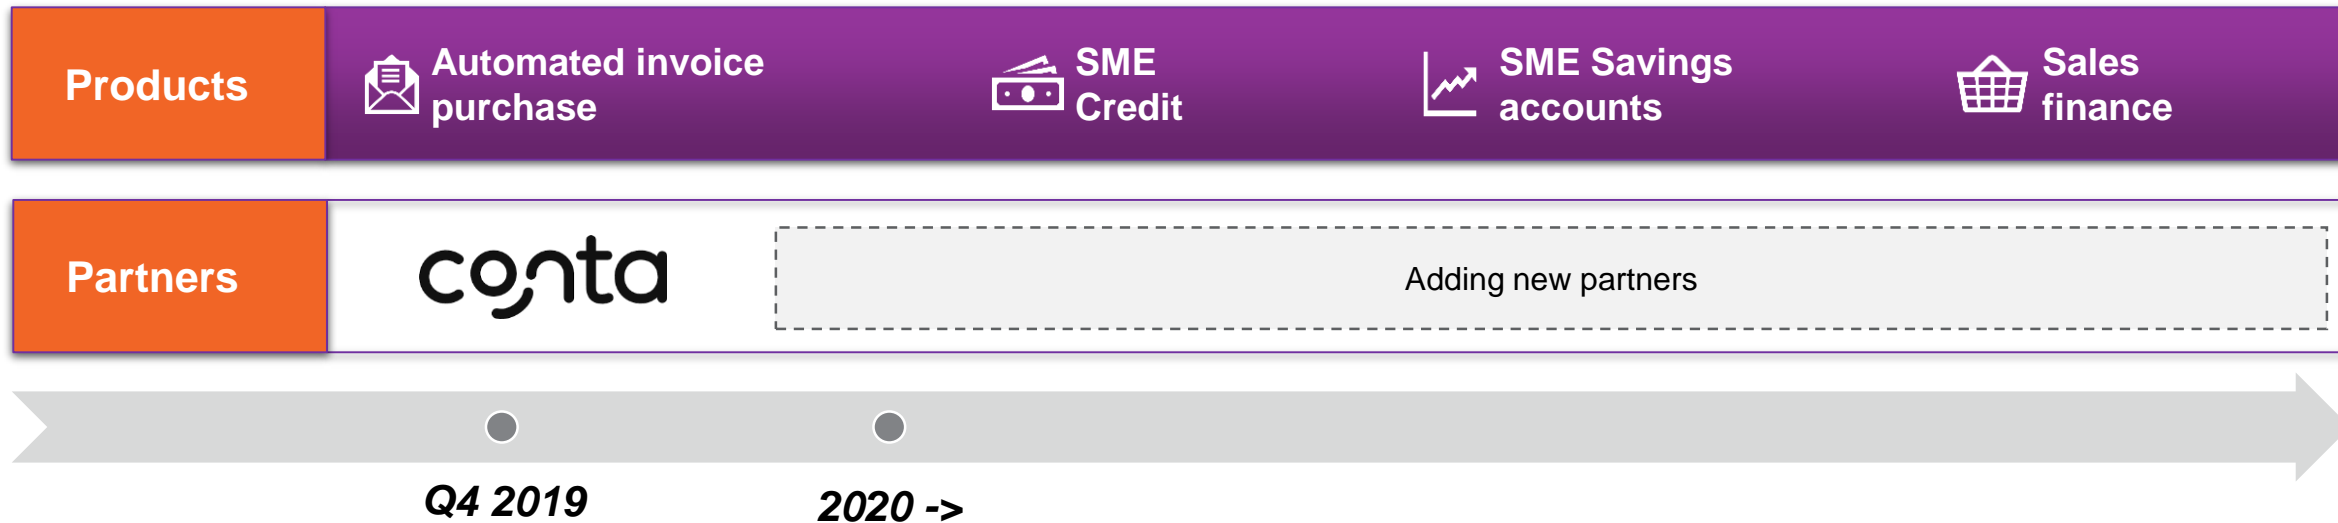 Products
Automated invoice
purchase
SME
Credit
SME Savings
accounts
Sales
finance
Partners
conta
Adding new partners
Q4 2019
2020 ->